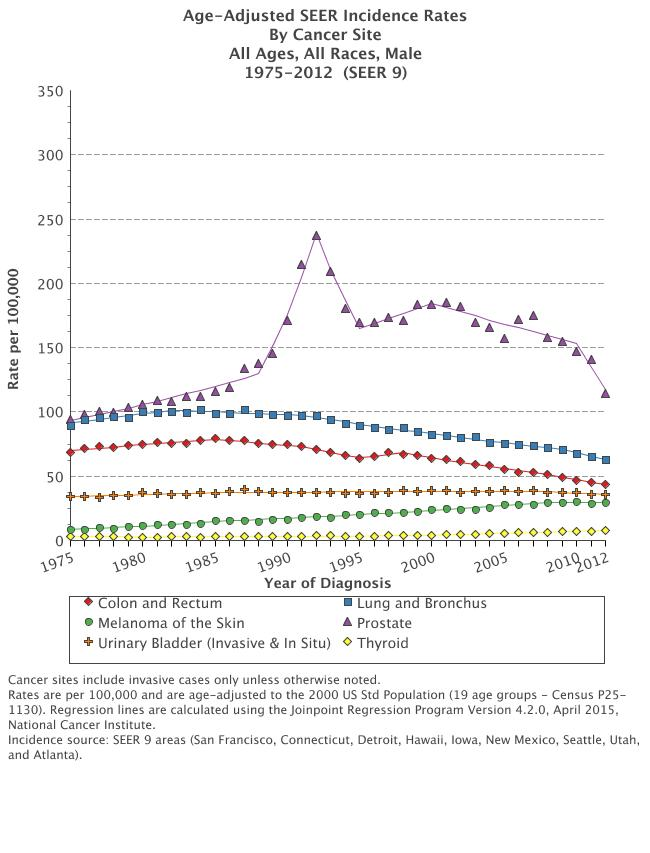 Age-Adjusted SEER Incidence Rates
By Cancer Site
All Ages, All Races, Male
1975-2012 (SEER 9)
350
300
250
200
150
100
50
0
Rate per 100,000
1975
1980
1985
1990
1995
2000
2005
2010
2012
Year of Diagnosis
Colon and Rectum
Lung and Bronchus
Melanoma of the Skin
Prostate
Urinary Bladder (Invasive & In Situ)
Thyroid
Cancer sites include invasive cases only unless otherwise noted.
Rates are per 100,000 and are age-adjusted to the 2000 US Std Population (19 age groups - Census P25-
1130). Regression lines are calculated using the Joinpoint Regression Program Version 4.2.0, April 2015,
National Cancer Institute.
Incidence source: SEER 9 areas (San Francisco, Connecticut, Detroit, Hawaii, Iowa, New Mexico, Seattle, Utah,
and Atlanta).